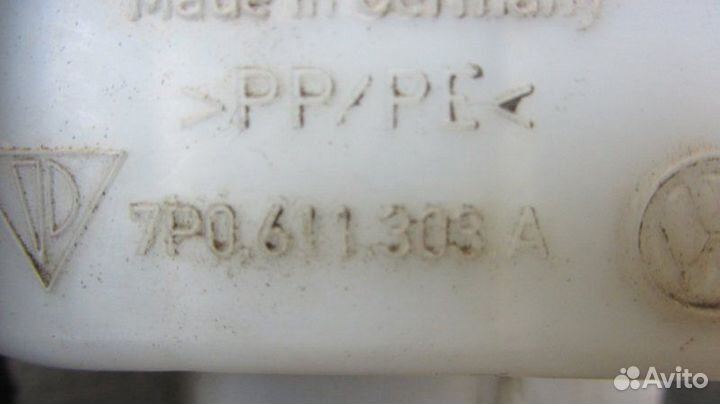 Made in Germany
>PP/PE<
7P0.611.303 A
Avito